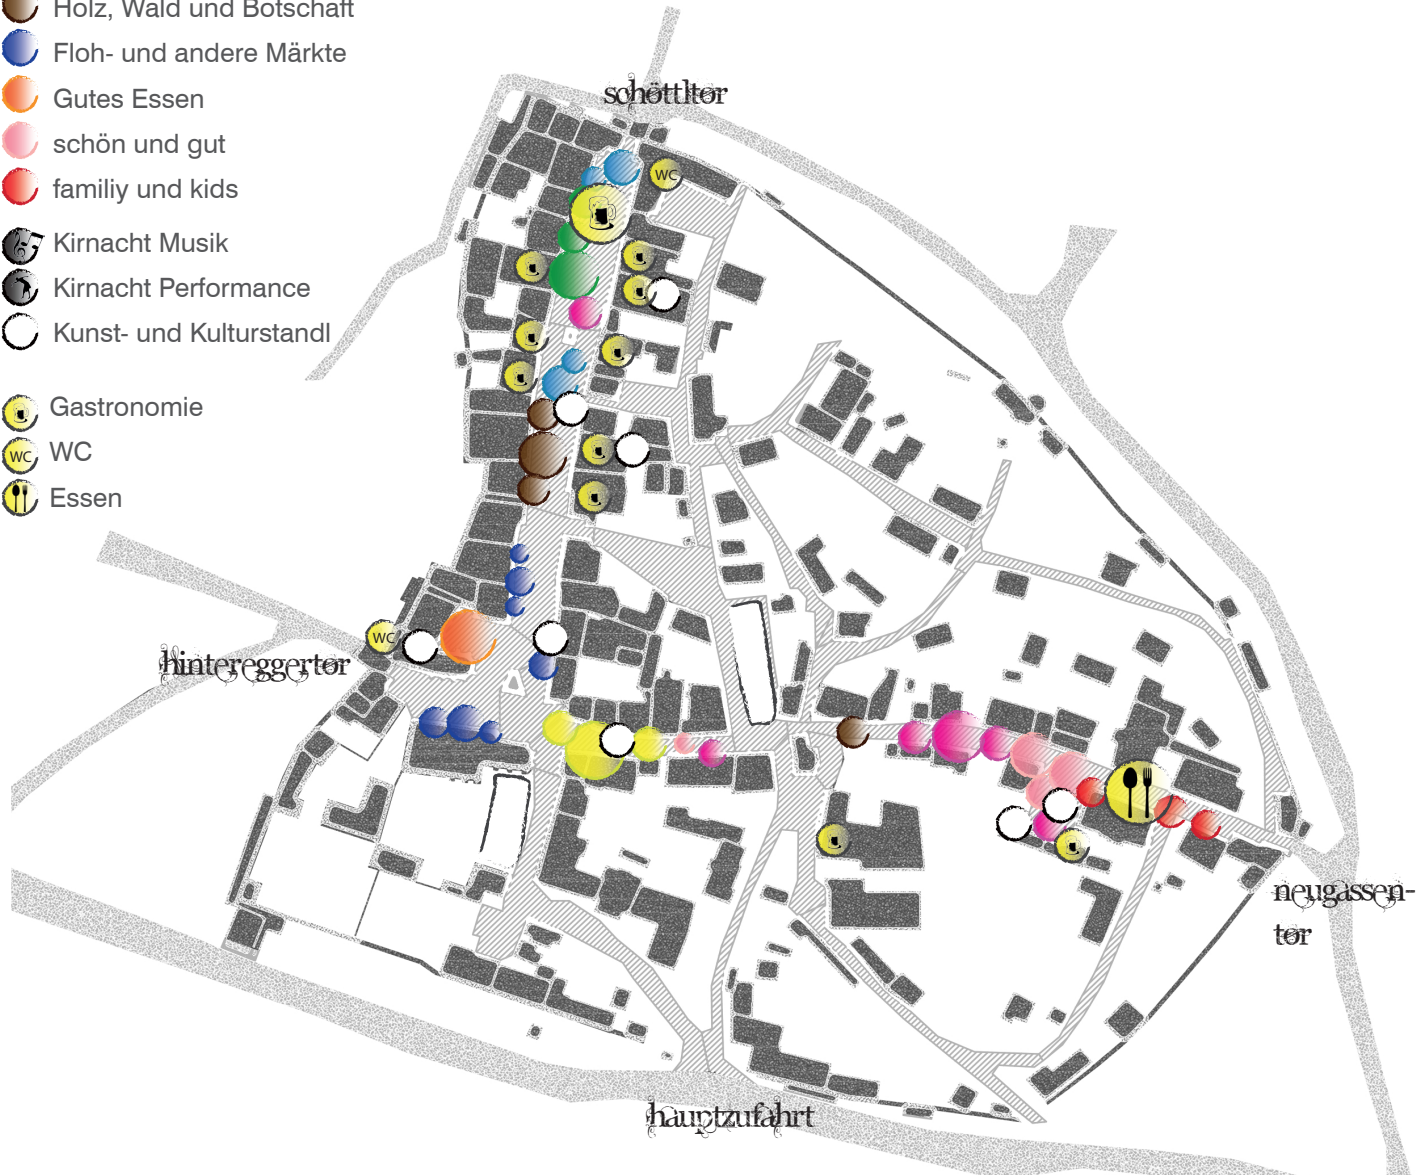 Holz, Wald und Botschaft
Floh- und andere Märkte
Gutes Essen
schön und gut
familiy und kids
Kirnacht Musik
Kirnacht Performance
Kunst- und Kulturstandl
Gastronomie
WC WC
WC
Essen
schöttltor
WC
hintereggertor
neugassen-
tor
hauptzufahrt